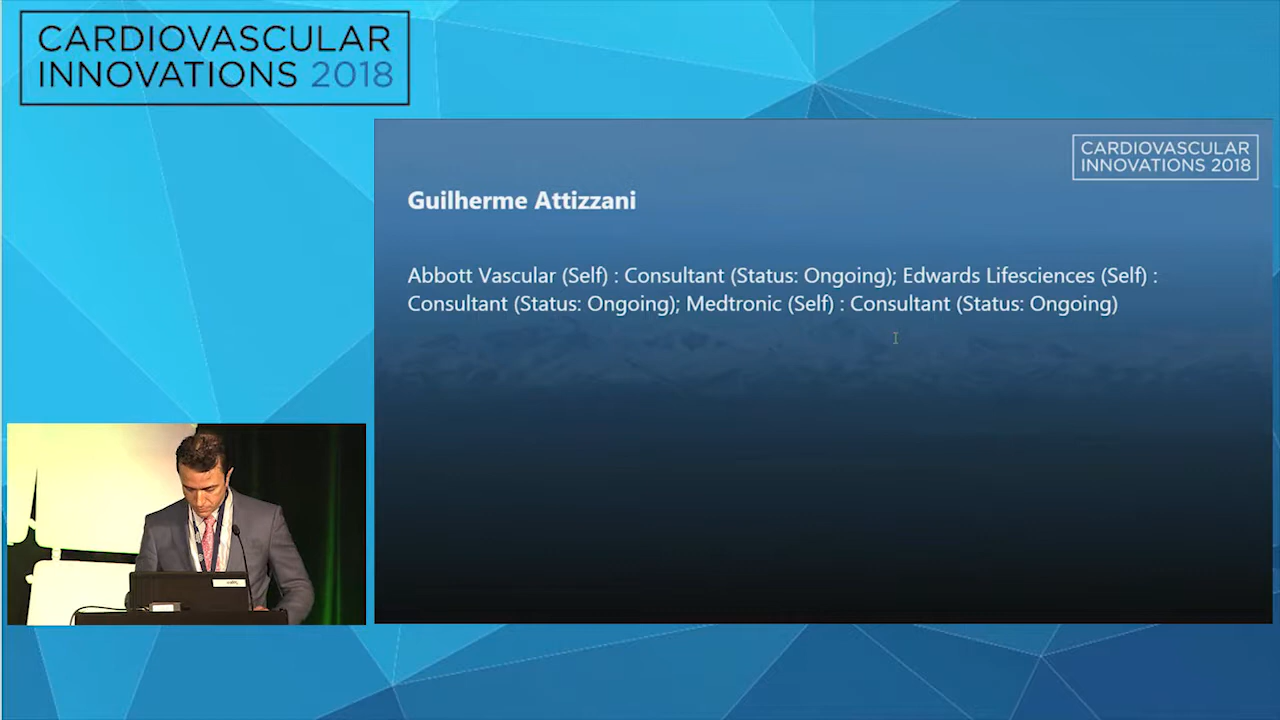 CARDIOVASCULAR
INNOVATIONS 2018
CARDIOVASCULAR
INNOVATIONS 2018
Guilherme Attizzani
Abbott Vascular (Self) : Consultant (Status: Ongoing); Edwards Lifesciences (Self) :
Consultant (Status: Ongoing); Medtronic (Self) : Consultant (Status: Ongoing)